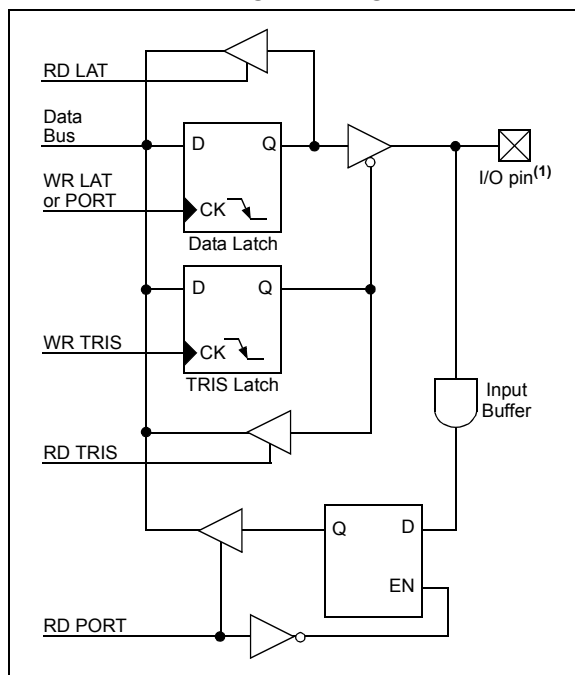 RD LAT
Data
Bus
D Q
WR LAT
or PORT
CK
Data Latch
I/O pin(1)
D Q
WR TRIS
CK
TRIS Latch
Input
Buffer
RD TRIS
Q D
EN
RD PORT